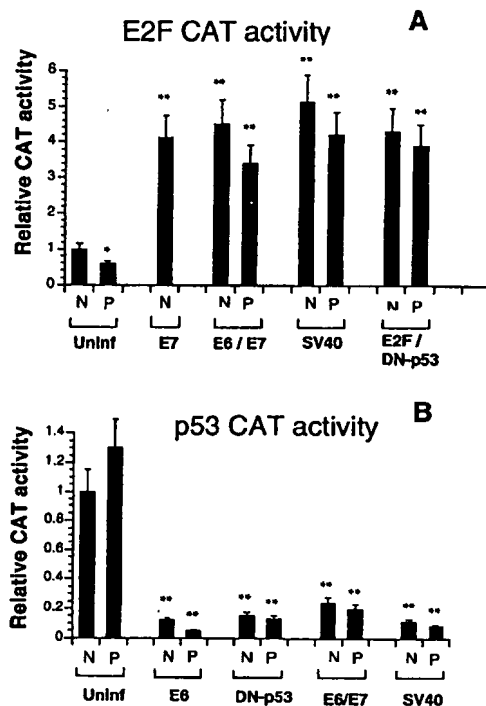 A
E2F CAT activity
Relative CAT activity
6
5
4
2
1
0
*
**
**
**
**
**
**
**
N P N N P N P N P
UnInf E7 E6 / E7 SV40 E2F /
DN-p53
B
p53 CAT activity
Relative CAT activity
1.4
1.2
1
0.8
0.6
0.4
0.2
0
**
**
**
**
**
**
**
**
N P N P N P N P N P
UnInf E6 DN-p53 E6/E7 SV40